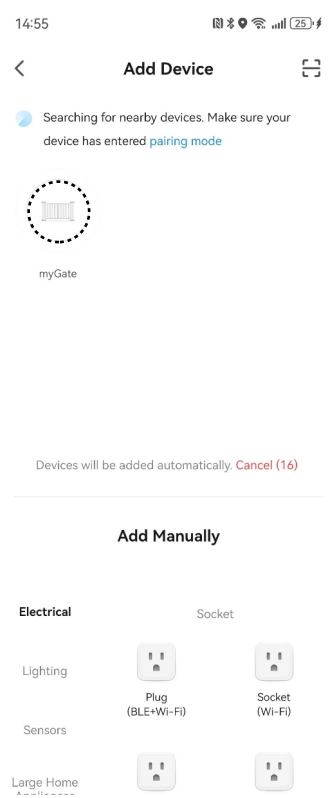 14:55
25
Add Device
Searching for nearby devices. Make sure your
device has entered pairing mode
myGate
Devices will be added automatically. Cancel (16)
Add Manually
Electrical
Socket
Lighting
Plug
(BLE+Wi-Fi)
Socket
(Wi-Fi)
Sensors
Large Home
Appliances